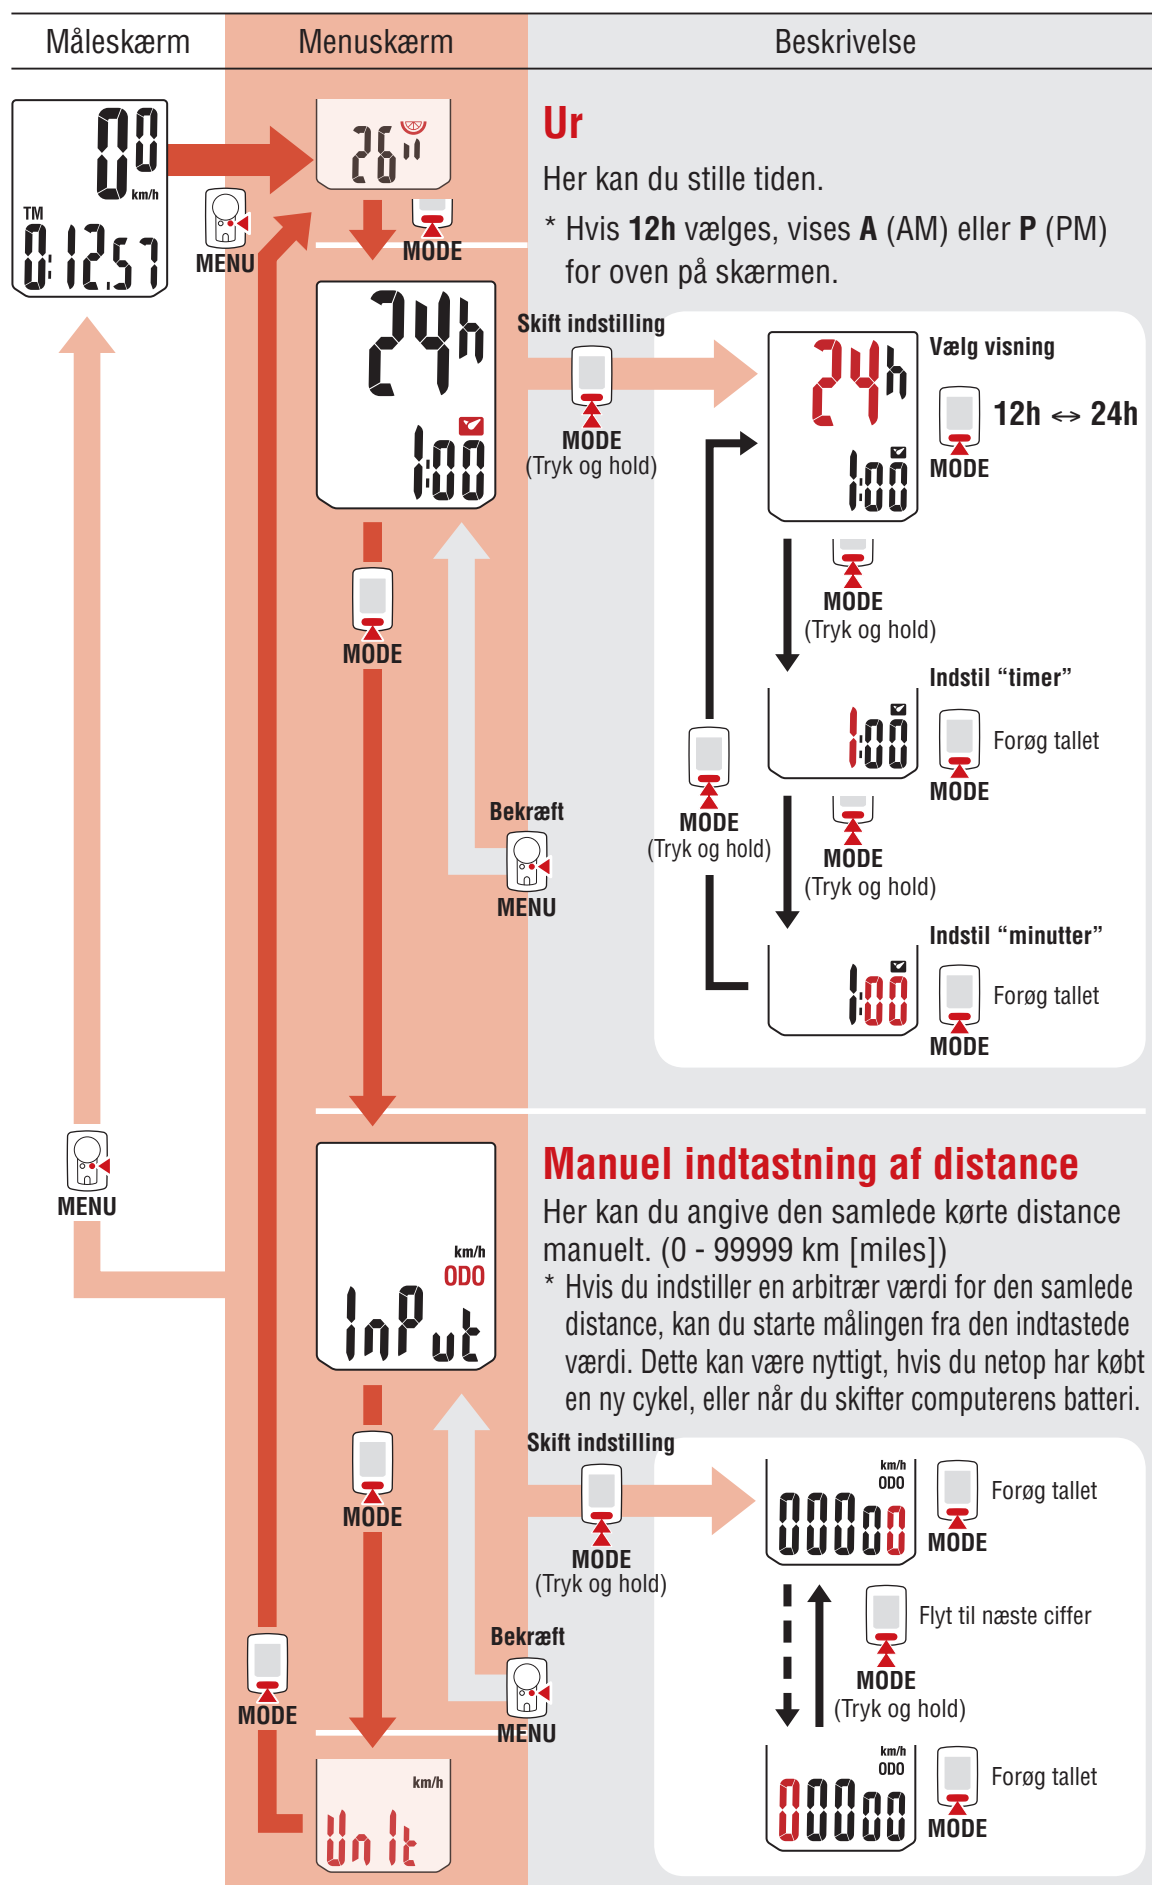 Måleskærm
Menuskærm
Beskrivelse
00
km/h
TM
0:12.57
MENU
26"
MODE
Ur
Her kan du stille tiden.
* Hvis 12h vælges, vises A (AM) eller P (PM)
for oven på skærmen.
24h
1:00
Skift indstilling
MODE
(Tryk og hold)
24h
1:00
Vælg visning
12h ↔ 24h
MODE
MODE
(Tryk og hold)
MODE
Indstil “timer”
1:00
Forøg tallet
MODE
MODE
(Tryk og hold)
MODE
(Tryk og hold)
Bekræft
MENU
Indstil “minutter”
1:00
Forøg tallet
MODE
MENU
Manuel indtastning af distance
Her kan du angive den samlede kørte distance
manuelt. (0 - 99999 km [miles])
* Hvis du indstiller en arbitrær værdi for den samlede
distance, kan du starte målingen fra den indtastede
værdi. Dette kan være nyttigt, hvis du netop har købt
en ny cykel, eller når du skifter computerens batteri.
km/h
ODO
InPut
MODE
Skift indstilling
MODE
(Tryk og hold)
km/h
ODO
00000
Forøg tallet
MODE
Flyt til næste ciffer
MODE
(Tryk og hold)
Bekræft
MENU
MODE
km/h
UnIt
km/h
ODO
00000
Forøg tallet
MODE